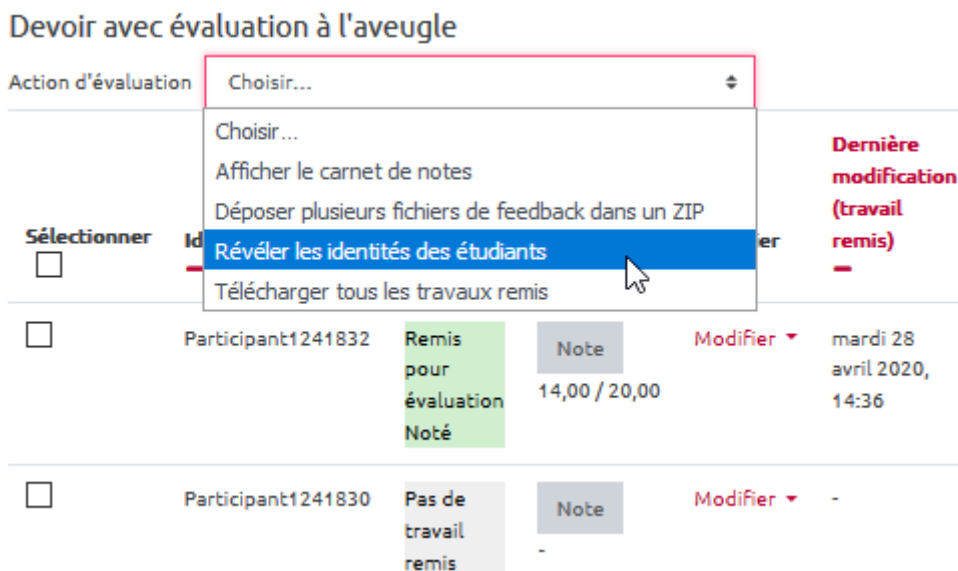 Devoir avec évaluation à l'aveugle
Action d'évaluation
Choisir...
Choisir...
Afficher le carnet de notes
Déposer plusieurs fichiers de feedback dans un ZIP
Révéler les identités des étudiants
Télécharger tous les travaux remis
Sélectionner
Dernière
modification
(travail
remis)
Participant1241832
Remis
pour
évaluation
Noté
Note
14,00 / 20,00
Modifier
mardi 28
avril 2020,
14:36
Participant1241830
Pas de
travail
remis
Note
-
Modifier
-